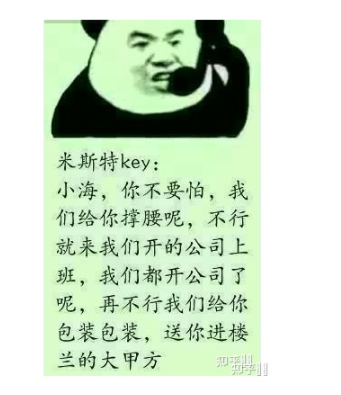 米斯特key：
小海，你不要怕，我
们给你撑腰呢，不行
就来我们开的公司上
班，我们都开公司了
呢，再不行我们给你
包装包装，送你进楼
兰的大甲方
知乎
知乎